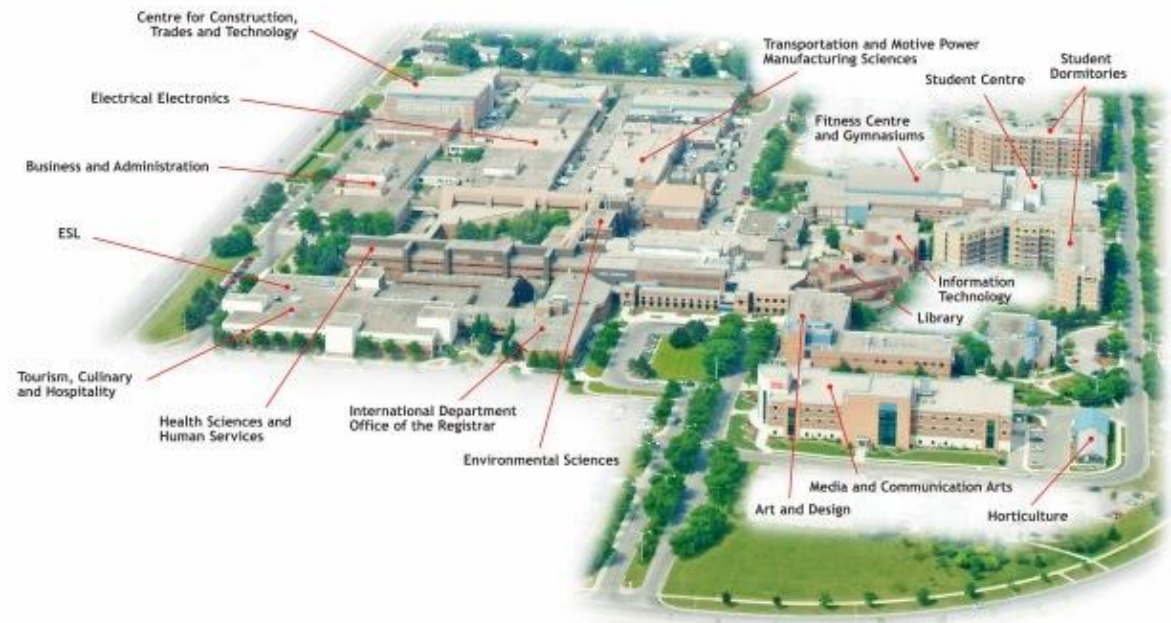 Centre for Construction,
Trades and Technology
Electrical Electronics
Business and Administration
ESL
Tourism, Culinary
and Hospitality
Health Sciences and
Human Services
International Department
Office of the Registrar
Environmental Sciences
Transportation and Motive Power
Manufacturing Sciences
Student Centre
Student
Dormitories
Fitness Centre
and Gymnasiums
Information
Technology
Library
Media and Communication Arts
Art and Design
Horticulture